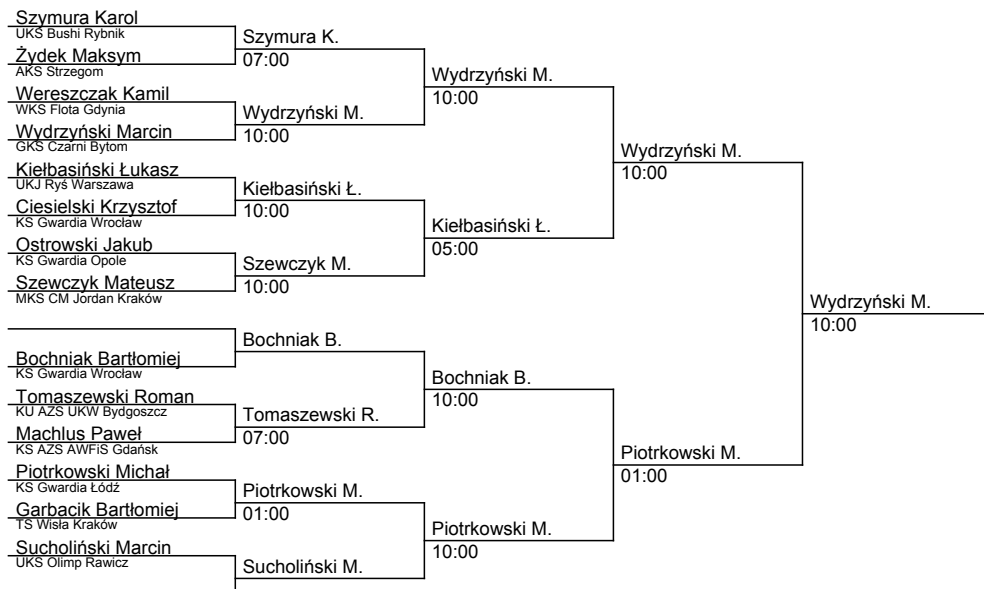 Szymura Karol
UKS Bushi Rybnik
Żydek Maksym
AKS Strzegom
Wereszczak Kamil
WKS Flota Gdynia
Wydrzyński Marcin
GKS Czarni Bytom
Kiełbasiński Łukasz
UKJ Ryś Warszawa
Ciesielski Krzysztof
KS Gwardia Wrocław
Ostrowski Jakub
KS Gwardia Opole
Szewczyk Mateusz
MKS CM Jordan Kraków
Bochniak Bartłomiej
KS Gwardia Wrocław
Tomaszewski Roman
KU AZS UKW Bydgoszcz
Machlus Paweł
KS AZS AWFiS Gdańsk
Piotrkowski Michał
KS Gwardia Łódź
Garbacik Bartłomiej
TS Wisła Kraków
Sucholiński Marcin
UKS Olimp Rawicz
Szymura K.
07:00
Wydrzyński M.
10:00
Kiełbasiński Ł.
10:00
Szewczyk M.
10:00
Bochniak B.
Tomaszewski R.
07:00
Piotrkowski M.
01:00
Sucholiński M.
Wydrzyński M.
10:00
Kiełbasiński Ł.
05:00
Bochniak B.
10:00
Piotrkowski M.
10:00
Wydrzyński M.
10:00
Piotrkowski M.
01:00
Wydrzyński M.
10:00